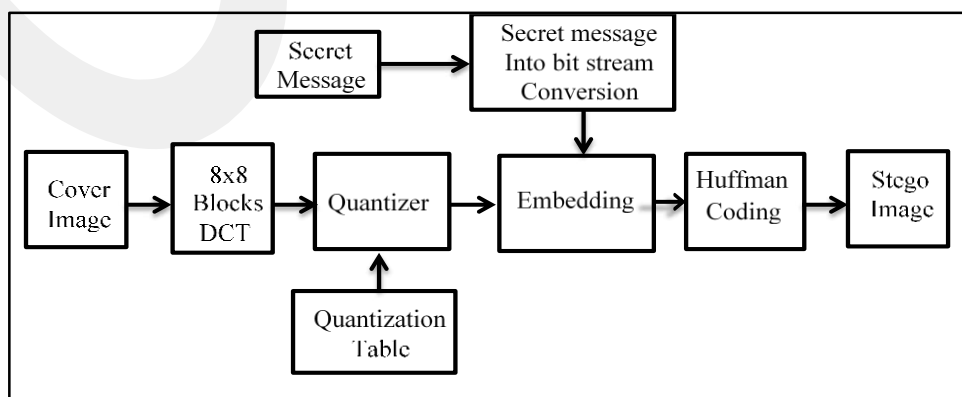 Secret
Message
Secret message
Into bit stream
Conversion
Cover
Image
8x8
Blocks
DCT
Quantizer
Embedding
Huffman
Coding
Stego
Image
Quantization
Table